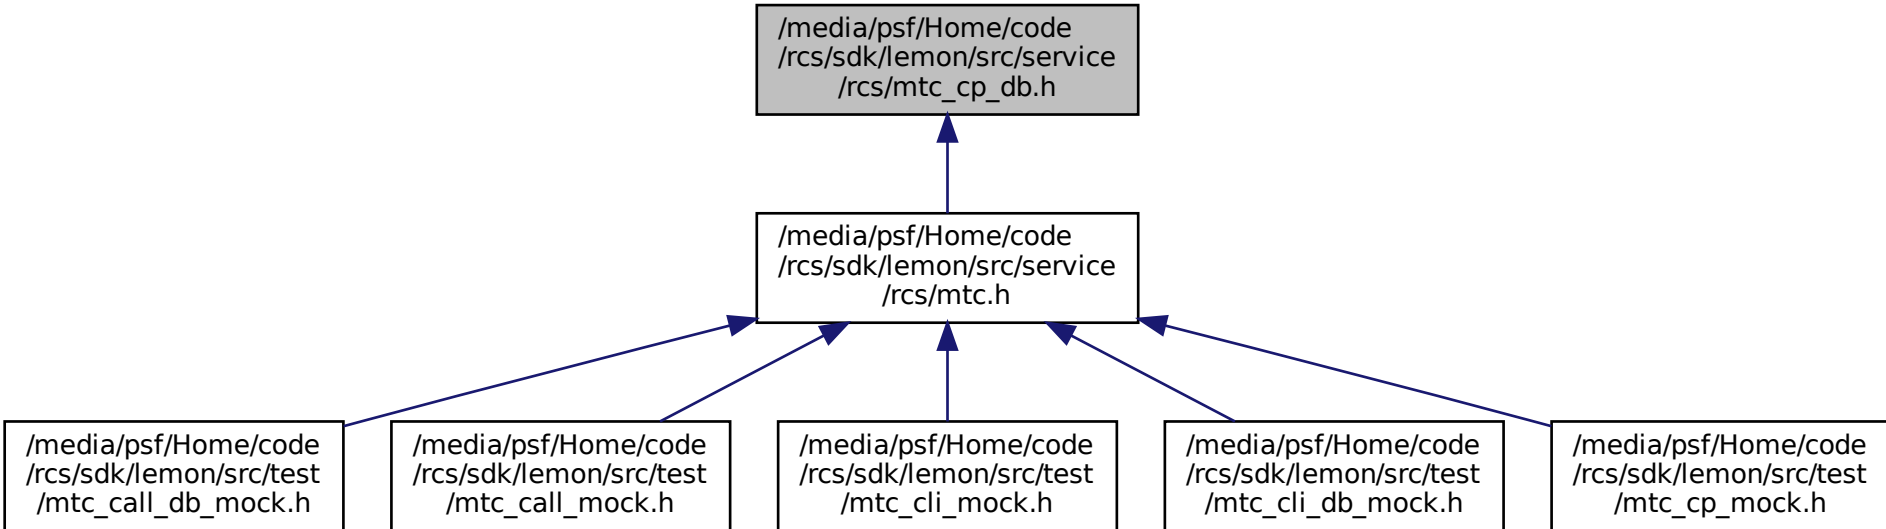 /media/psf/Home/code
/rcs/sdk/lemon/src/service
/rcs/mtc_cp_db.h
/media/psf/Home/code
/rcs/sdk/lemon/src/service
/rcs/mtc.h
/media/psf/Home/code
/rcs/sdk/lemon/src/test
/mtc_call_db_mock.h
/media/psf/Home/code
/rcs/sdk/lemon/src/test
/mtc_call_mock.h
/media/psf/Home/code
/rcs/sdk/lemon/src/test
/mtc_cli_mock.h
/media/psf/Home/code
/rcs/sdk/lemon/src/test
/mtc_cli_db_mock.h
/media/psf/Home/code
/rcs/sdk/lemon/src/test
/mtc_cp_mock.h